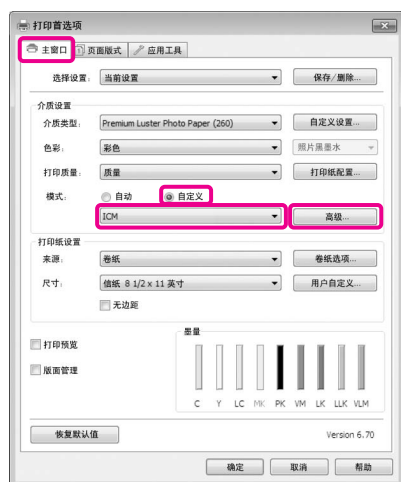 打印首选项
主窗口 页面版式 应用工具
选择设置: 当前设置 保存/删除...
介质设置
介质类型: Premium Luster Photo Paper (260) 自定义设置...
色彩: 彩色 照片黑墨水
打印质量: 质量 打印纸配置...
模式: 自动 自定义
ICM 高级...
打印纸设置
来源: 卷纸 卷纸选项...
尺寸: 信纸 8 1/2 x 11 英寸 用户自定义...
无边距
墨量
打印预览
版面管理
C Y LC MK PK VM LK LLK VLM
恢复默认值 Version 6.70
确定 取消 帮助